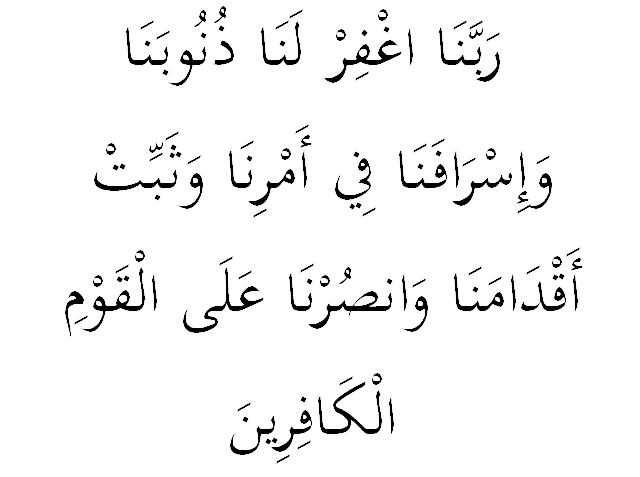 رَبَّنَا اغْفِرْ لَنَا ذُنُوبَنَا
وَإِسْرَافَنَا فِي أَمْرِنَا وَثَبِّتْ
أَقْدَامَنَا وَانصُرْنَا عَلَى الْقَوْمِ
الْكَافِرِينَ